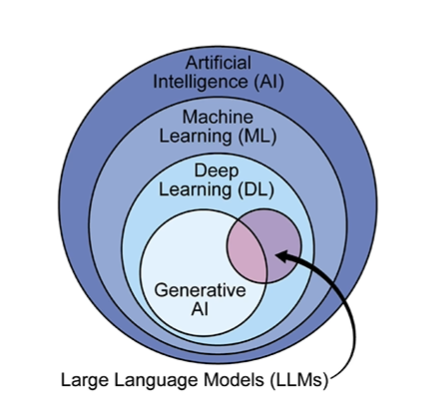 Artificial
Intelligence (AI)
Machine
Learning (ML)
Deep
Learning (DL)
Generative
AI
Large Language Models (LLMs)